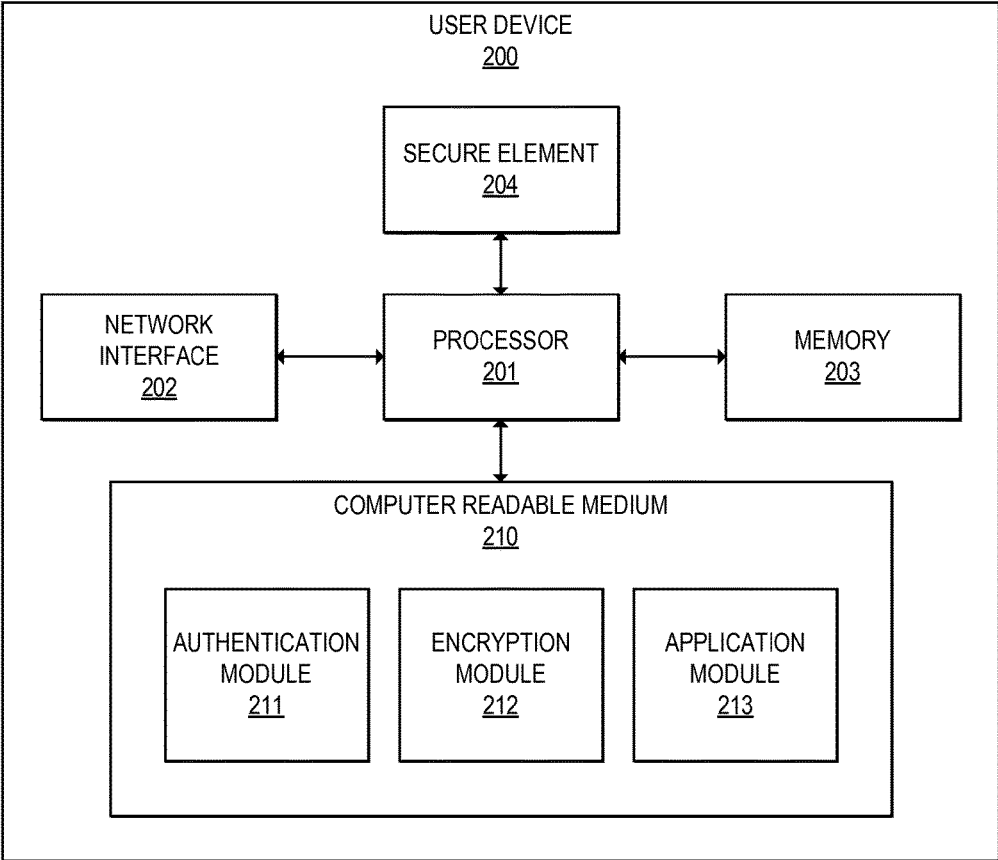 USER DEVICE
200
SECURE ELEMENT
204
NETWORK
INTERFACE
202
PROCESSOR
201
MEMORY
203
COMPUTER READABLE MEDIUM
210
AUTHENTICATION
MODULE
211
ENCRYPTION
MODULE
212
APPLICATION
MODULE
213